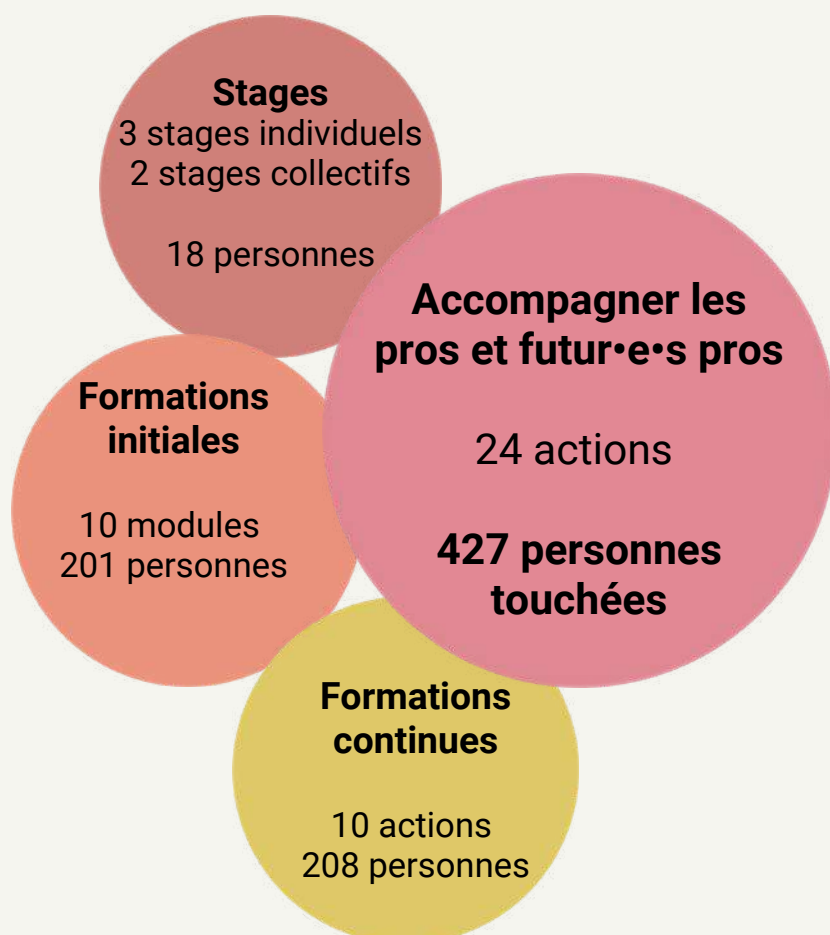 Stages
3 stages individuels
2 stages collectifs
18 personnes
Accompagner les
pros et futur•e•s pros
24 actions
427 personnes
touchées
Formations
initiales
10 modules
201 personnes
Formations
continues
10 actions
208 personnes